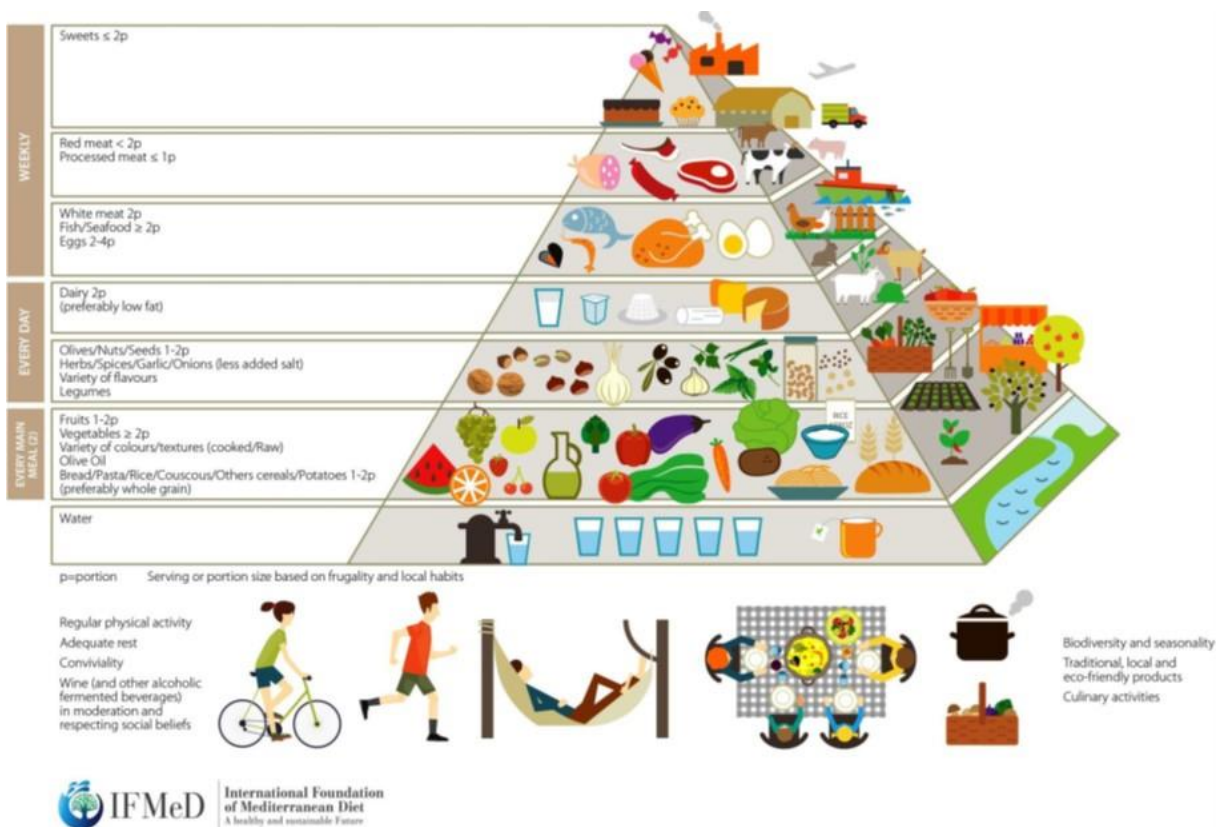 WEEKLY
Sweets ≤ 2p
Red meat < 2p
Processed meat ≤ 1p
White meat 2p
Fish/Seafood ≥ 2p
Eggs 2-4p
EVERY DAY
Dairy 2p
(preferably low fat)
Olives/Nuts/Seeds 1-2p
Herbs/Spices/Garlic/Onions (less added salt)
Variety of flavours
Legumes
EVERY MAIN
MEAL (2)
Fruits 1-2p
Vegetables ≥ 2p
Variety of colours/textures (cooked/Raw)
Olive Oil
Bread/Pasta/Rice/Couscous/Others cereals/Potatoes 1-2p
(preferably whole grain)
RICE
Water
p=portion Serving or portion size based on frugality and local habits
Regular physical activity
Adequate rest
Conviviality
Wine (and other alcoholic
fermented beverages)
in moderation and
respecting social beliefs
Biodiversity and seasonality
Traditional, local and
eco-friendly products
Culinary activities
IFMeD
International Foundation
of Mediterranean Diet
A healthy and sustainable Future